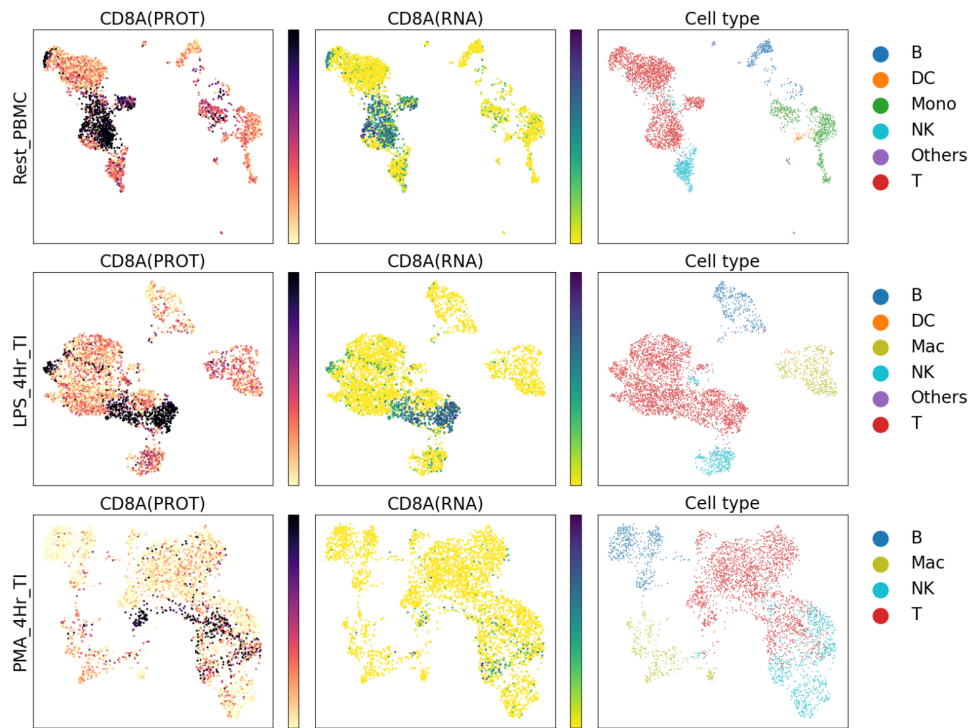 CD8A(PROT) CD8A(RNA) Cell type
Rest_PBMC
B
DC
Mono
NK
Others
T
CD8A(PROT) CD8A(RNA) Cell type
LPS_4Hr_TI
B
DC
Mac
NK
Others
T
CD8A(PROT) CD8A(RNA) Cell type
PMA_4Hr_TI
B
Mac
NK
T